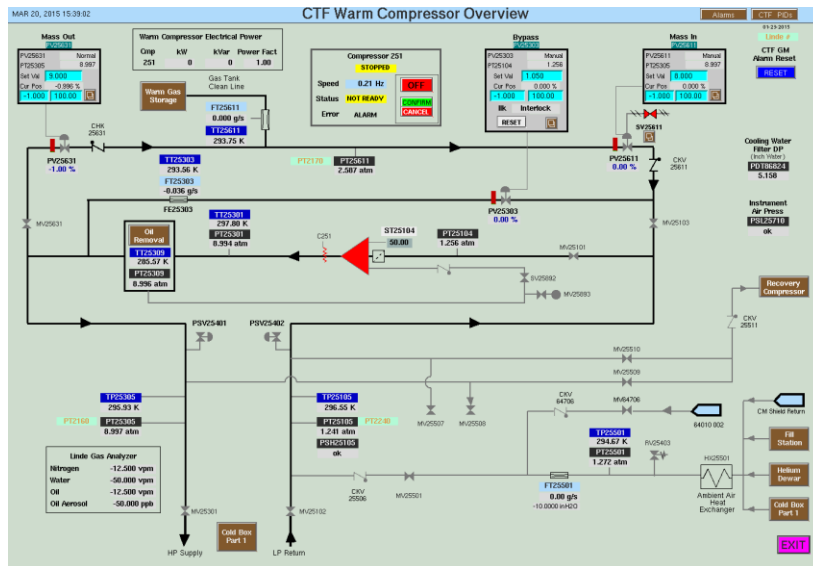 MAR 20, 2015 15:39:02
CTF Warm Compressor Overview
Alarms
CTF PIDs
01-23-2015
Linde #
CTF GM
Alarm Reset
RESET
Mass Out
PV25631
PV25631 Normal
PT25305 8.997
Set Val 9.000
Cur Pos -0.996 %
-1.000 100.00
Warm Compressor Electrical Power
Cmp kW kVar Power Fact
251 0 0 1.00
Warm Gas
Storage
Gas Tank
Clean Line
FT25611
0.000 g/s
TT25611
293.75 K
Compressor 251
STOPPED
Speed 0.21 Hz
Status NOT READY
Error ALARM
OFF
CONFIRM
CANCEL
Bypass
PV25303
PV25303 Manual
PT25104 1.256
Set Val 1.050
Cur Pos 0.000 %
-1.000 100.00
Ilk Interlock
RESET
Mass In
PV25611
PV25611 Manual
PT25305 8.997
Set Val 8.000
Cur Pos 0.000 %
-1.000 100.00
SV25611
CHK
25631
PV25631
-1.00 %
TT25303
293.56 K
FT25303
-0.036 g/s
FE25303
PT2170
PT25611
2.587 atm
PV25611
0.00 %
CKV
25611
Cooling Water
Filter DP
(Inch Water)
PDT86824
5.158
Instrument
Air Press
PSL25710
ok
PV25303
0.00 %
MV25631
Oil
Removal
TT25309
285.57 K
PT25309
8.996 atm
TT25301
297.80 K
PT25301
8.994 atm
C251
ST25104
50.00
PT25104
1.256 atm
MV25101
MV25103
MV25893
Recovery
Compressor
CKV
25511
PSV25401
PSV25402
MV25510
MV25509
TP25305
295.93 K
PT2160
PT25305
8.997 atm
TP25105
296.55 K
PT25105
1.241 atm
PT2240
PSH25105
ok
MV25507
MV25508
CKV
64706
MV64706
64010 002
CM Shield Return
Fill
Station
Helium
Dewar
Cold Box
Part 1
TP25501
294.67 K
PT25501
1.272 atm
RV25403
HX25501
Ambient Air
Heat
Exchanger
FT25501
0.00 g/s
-10.0000 inH2O
CKV
25506
MV25501
Linde Gas Analyzer
Nitrogen -12.500 vpm
Water -50.000 vpm
Oil -12.500 vpm
Oil Aerosol -50.000 ppb
MV25301
HP Supply
Cold Box
Part 1
MV25102
LP Return
EXIT